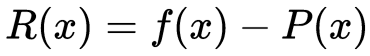 R(x) = f(x) − P(x)